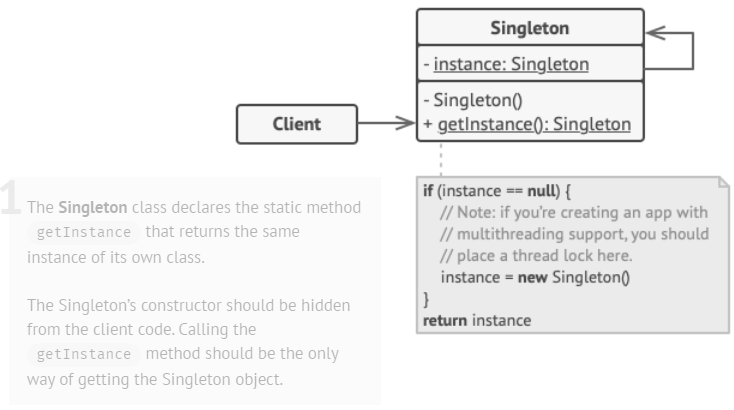 Singleton
- instance: Singleton
- Singleton()
+ getInstance(): Singleton
Client
1
The Singleton class declares the static method
getInstance that returns the same
instance of its own class.
The Singleton's constructor should be hidden
from the client code. Calling the
getInstance method should be the only
way of getting the Singleton object.
if (instance == null) {
// Note: if you're creating an app with
// multithreading support, you should
// place a thread lock here.
instance = new Singleton()
}
return instance